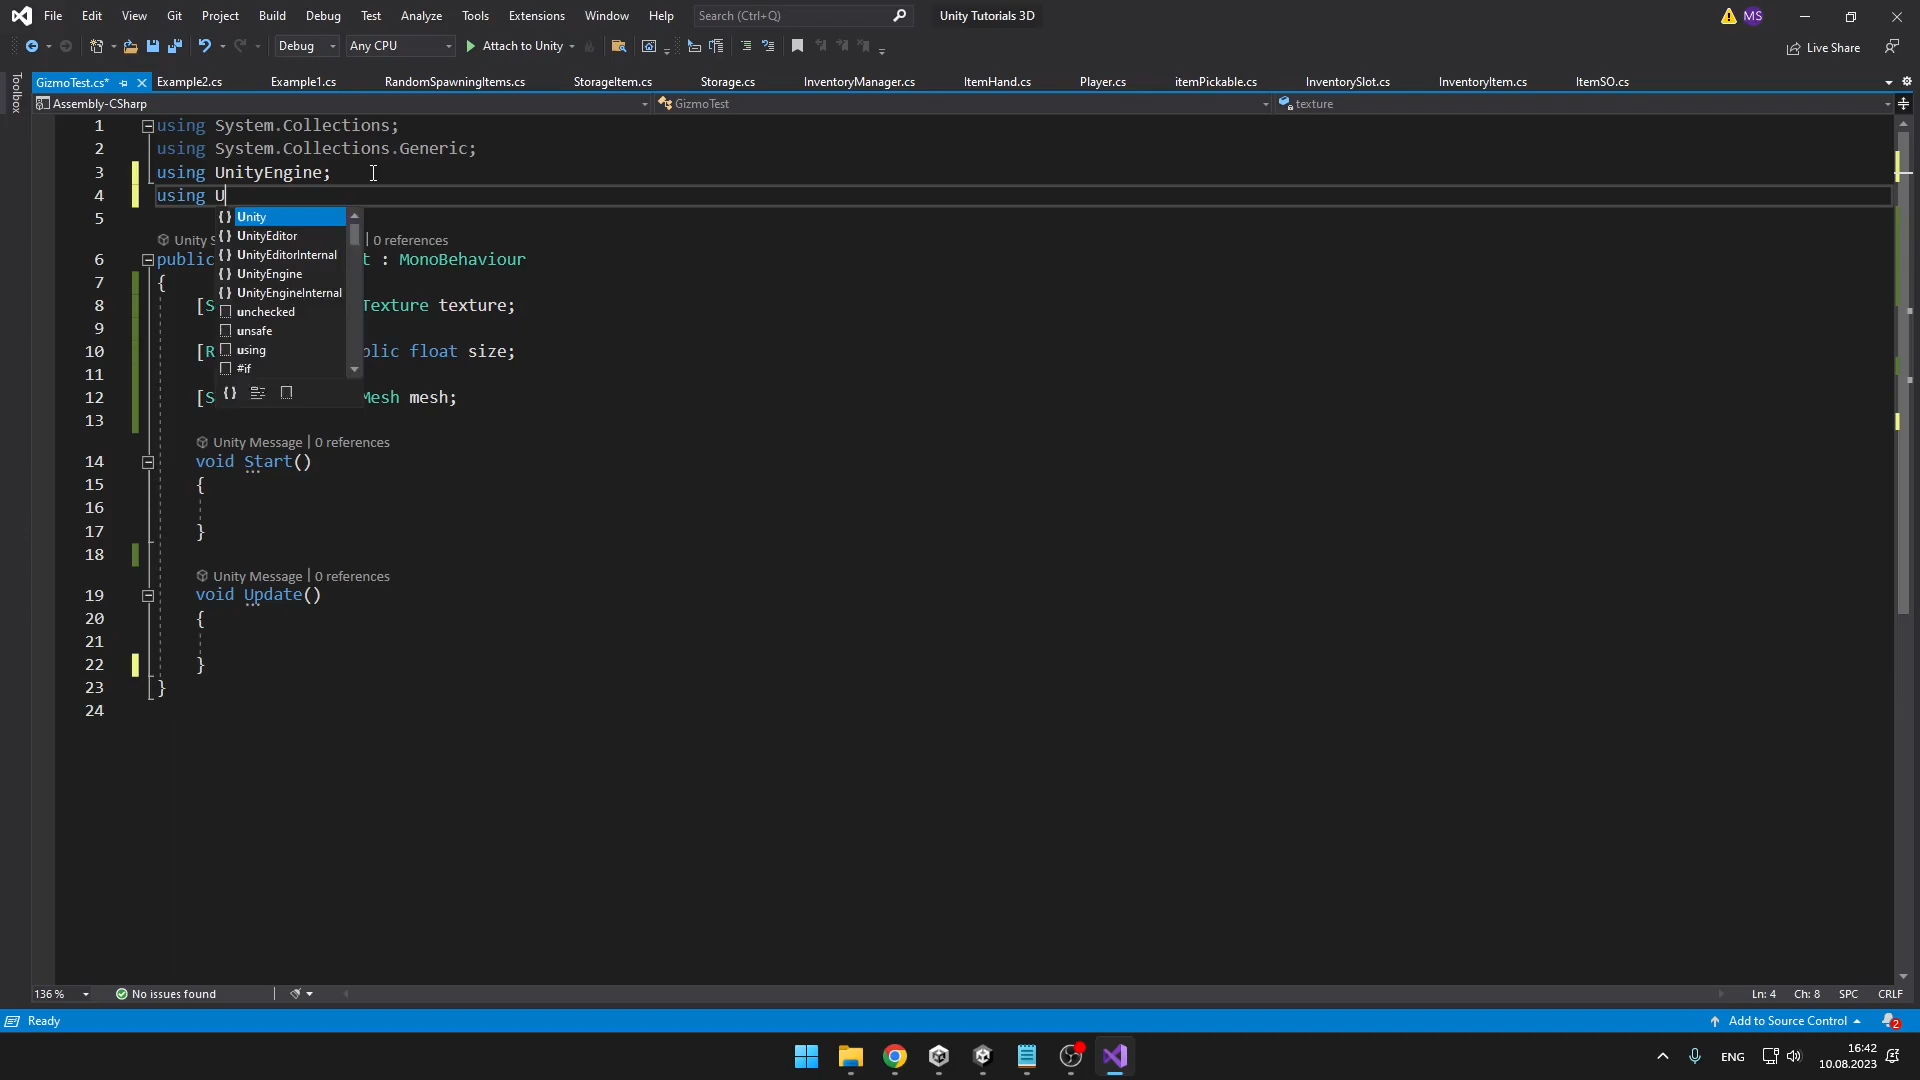 File Edit View Git Project Build Debug Test Analyze Tools Extensions Window Help Search (Ctrl+Q) Unity Tutorials 3D MS
Debug Any CPU Attach to Unity Live Share
Toolbox
GizmoTest.cs* Example2.cs Example1.cs RandomSpawningItems.cs StorageItem.cs Storage.cs InventoryManager.cs ItemHand.cs Player.cs itemPickable.cs InventorySlot.cs InventoryItem.cs ItemSO.cs
Assembly-CSharp GizmoTest texture
1 using System.Collections;
2 using System.Collections.Generic;
3 using UnityEngine;
4 using U
5 {} Unity
Unity S {} UnityEditor | 0 references
6 public {} UnityEditorInternal t : MonoBehaviour
7 { {} UnityEngine
{} UnityEngineInternal
8 [S unchecked Texture texture;
9 unsafe
10 [R using blic float size;
11 #if
12 [S {} Mesh mesh;
13
Unity Message | 0 references
14 void Start()
15 {
16
17 }
18
Unity Message | 0 references
19 void Update()
20 {
21
22 }
23 }
24
136 % No issues found Ln: 4 Ch: 8 SPC CRLF
Ready Add to Source Control 2
ENG 16:42
10.08.2023